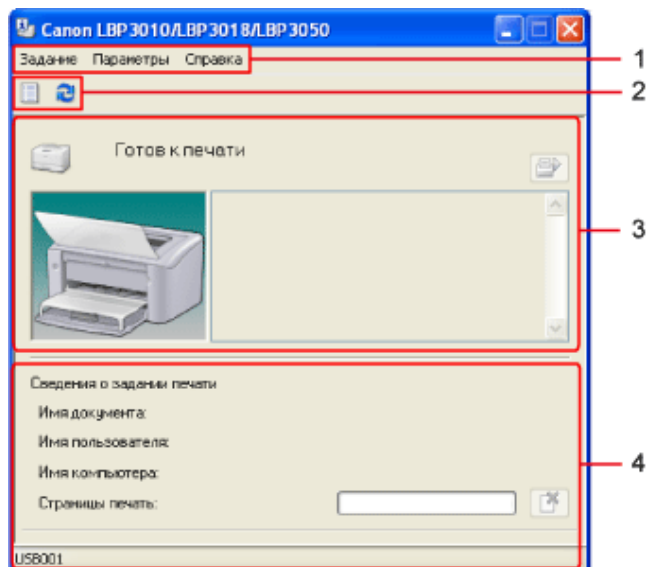 Canon LBP3010/LBP3018/LBP3050
Задание Параметры Справка
1
2
Готов к печати
3
Сведения о задании печати
Имя документа:
Имя пользователя:
Имя компьютера:
4
Страницы печать:
USB001